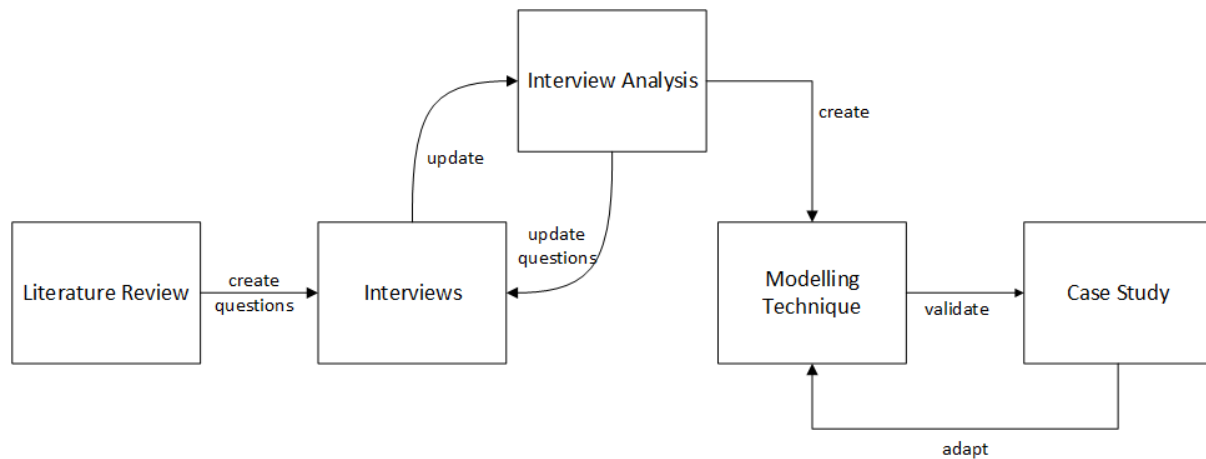 Interview Analysis
create
update
update
questions
Literature Review
create
questions
Interviews
Modelling
Technique
validate
Case Study
adapt